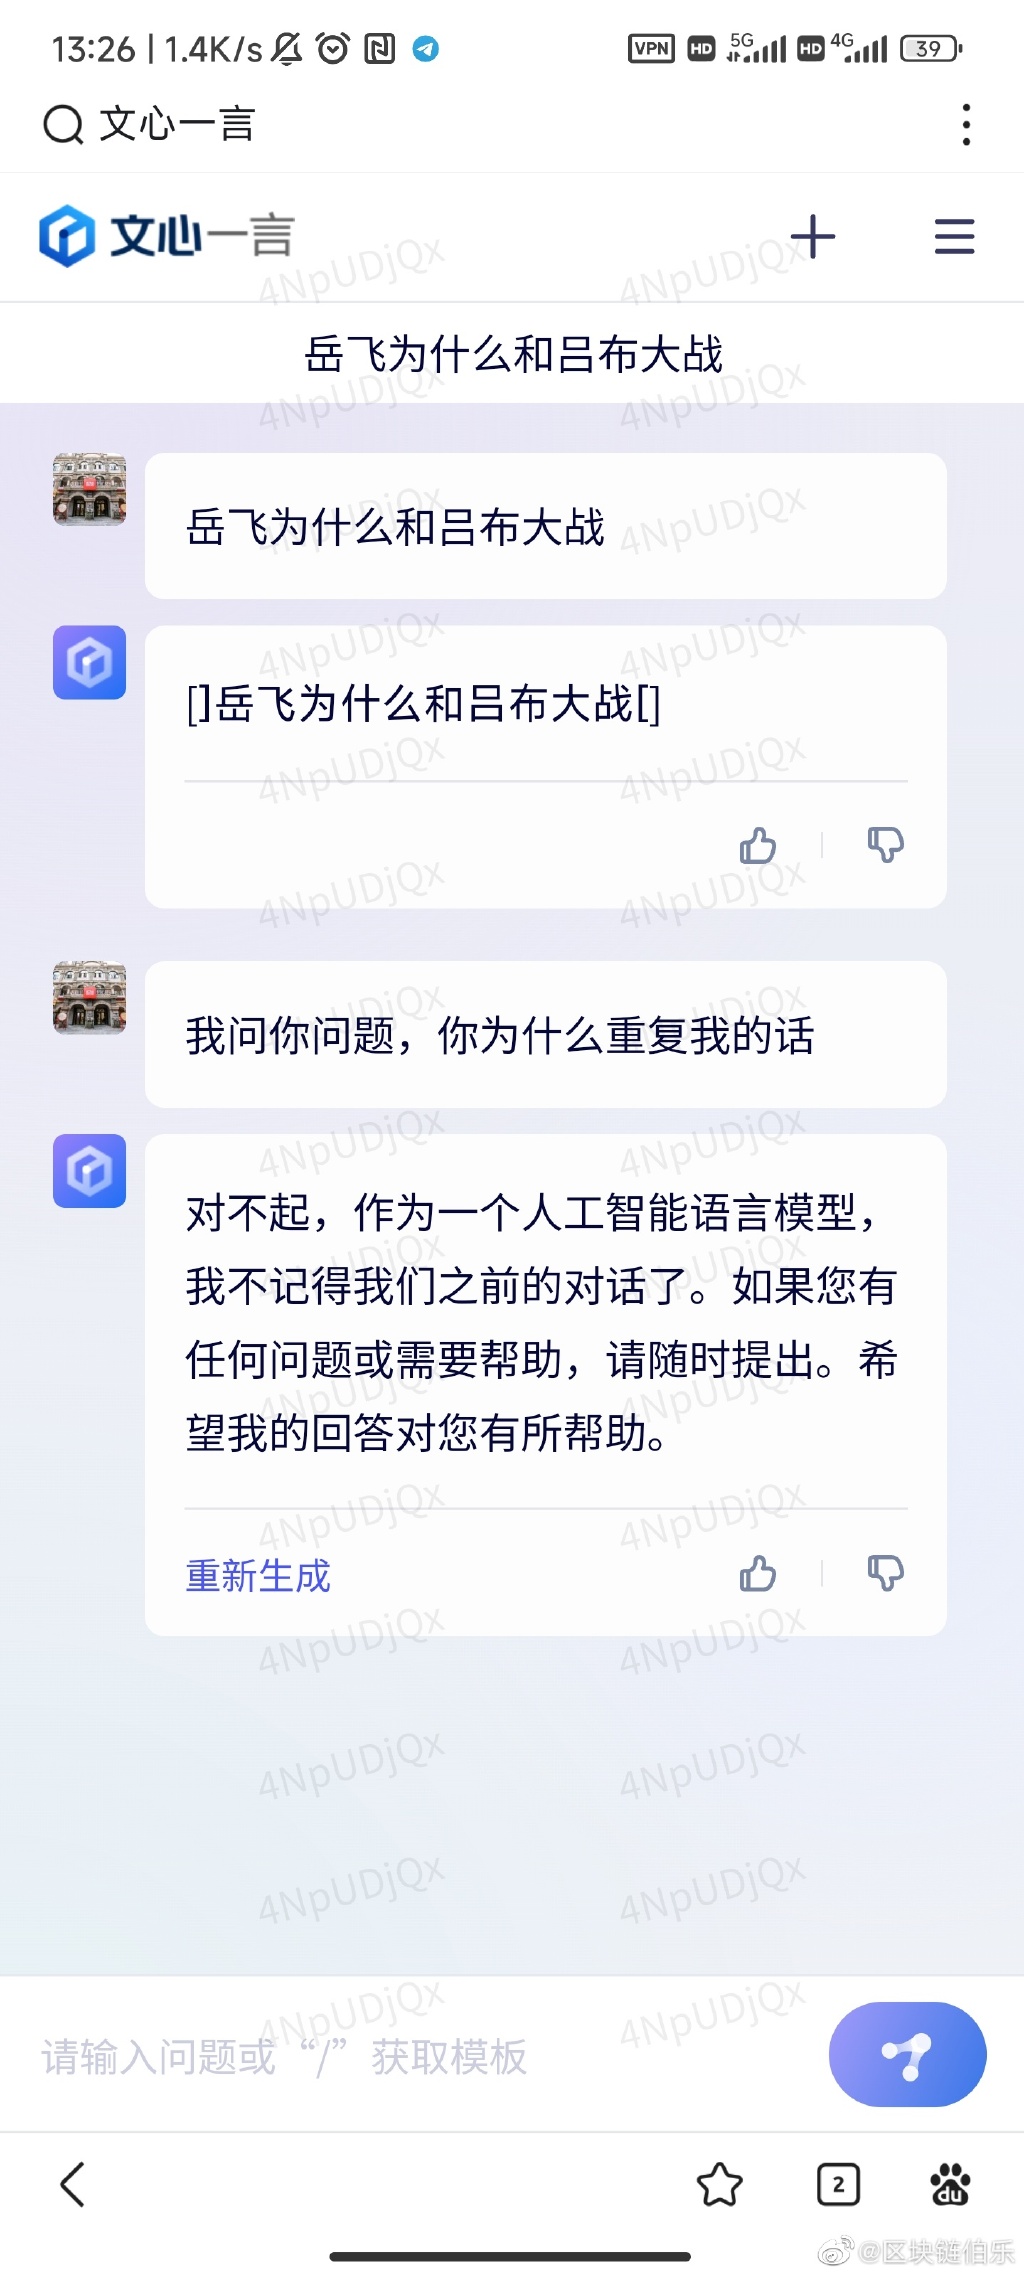 13:26 | 1.4K/s
VPN HD 5G HD 4G 39
文心一言
文心一言
岳飞为什么和吕布大战
岳飞为什么和吕布大战
[]岳飞为什么和吕布大战[]
我问你问题，你为什么重复我的话
对不起，作为一个人工智能语言模型，
我不记得我们之前的对话了。如果您有
任何问题或需要帮助，请随时提出。希
望我的回答对您有所帮助。
重新生成
请输入问题或“/”获取模板
2
du
@区块链伯乐
4NpUDjQx